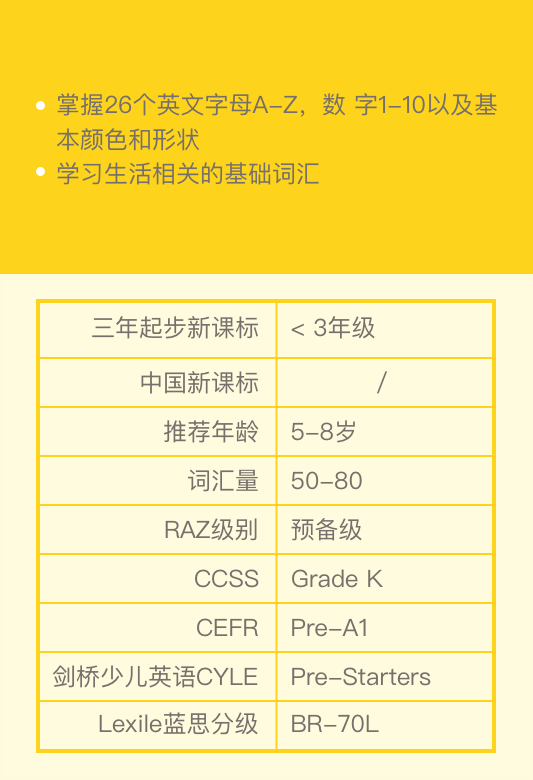 掌握26个英文字母A-Z，数 字1-10以及基
本颜色和形状
学习生活相关的基础词汇
三年起步新课标 < 3年级
中国新课标 /
推荐年龄 5-8岁
词汇量 50-80
RAZ级别 预备级
CCSS Grade K
CEFR Pre-A1
剑桥少儿英语CYLE Pre-Starters
Lexile蓝思分级 BR-70L